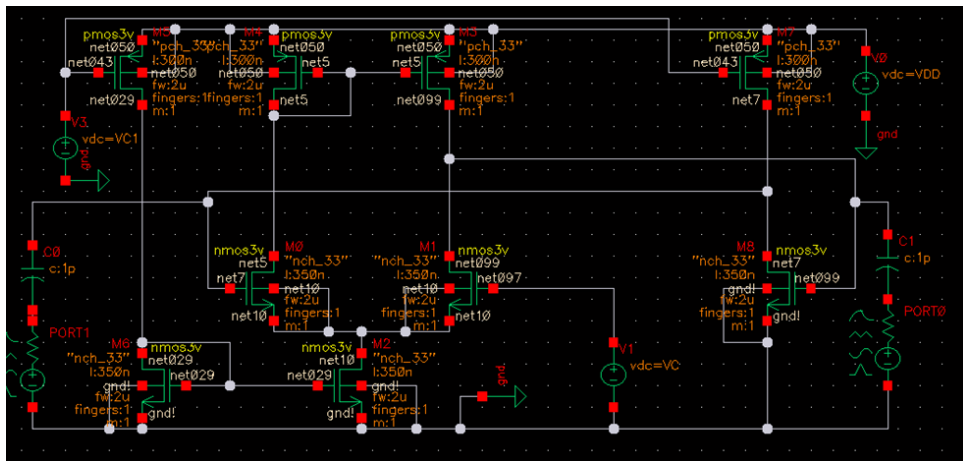 pmos3v
M5
net050
"pch_33"
l:300n
net043
net050
fw:2u
fingers:1
net029
m:1
V3
vdc=VC1
gnd
pmos3v
M4
net050
"pch_33"
l:300n
net050
net5
fw:2u
fingers:1
net5
m:1
pmos3v
M3
net050
"pch_33"
l:300n
net5
net050
fw:2u
fingers:1
net099
m:1
pmos3v
M7
net050
"pch_33"
l:300n
net043
net050
fw:2u
fingers:1
net7
m:1
V0
vdc=VDD
gnd
C0
c:1p
PORT1
nmos3v
M0
net5
"nch_33"
l:350n
net7
net10
fw:2u
fingers:1
net10
m:1
nmos3v
M1
net099
"nch_33"
l:350n
net097
net10
fw:2u
fingers:1
net10
m:1
nmos3v
M8
net7
"nch_33"
l:350n
net099
gnd!
fw:2u
fingers:1
gnd!
m:1
C1
c:1p
PORT0
M6
nmos3v
net029
"nch_33"
l:350n
net029
gnd!
fw:2u
fingers:1
gnd!
m:1
nmos3v
M2
net10
"nch_33"
l:350n
net029
gnd!
fw:2u
fingers:1
gnd!
m:1
gnd
V1
vdc=VC